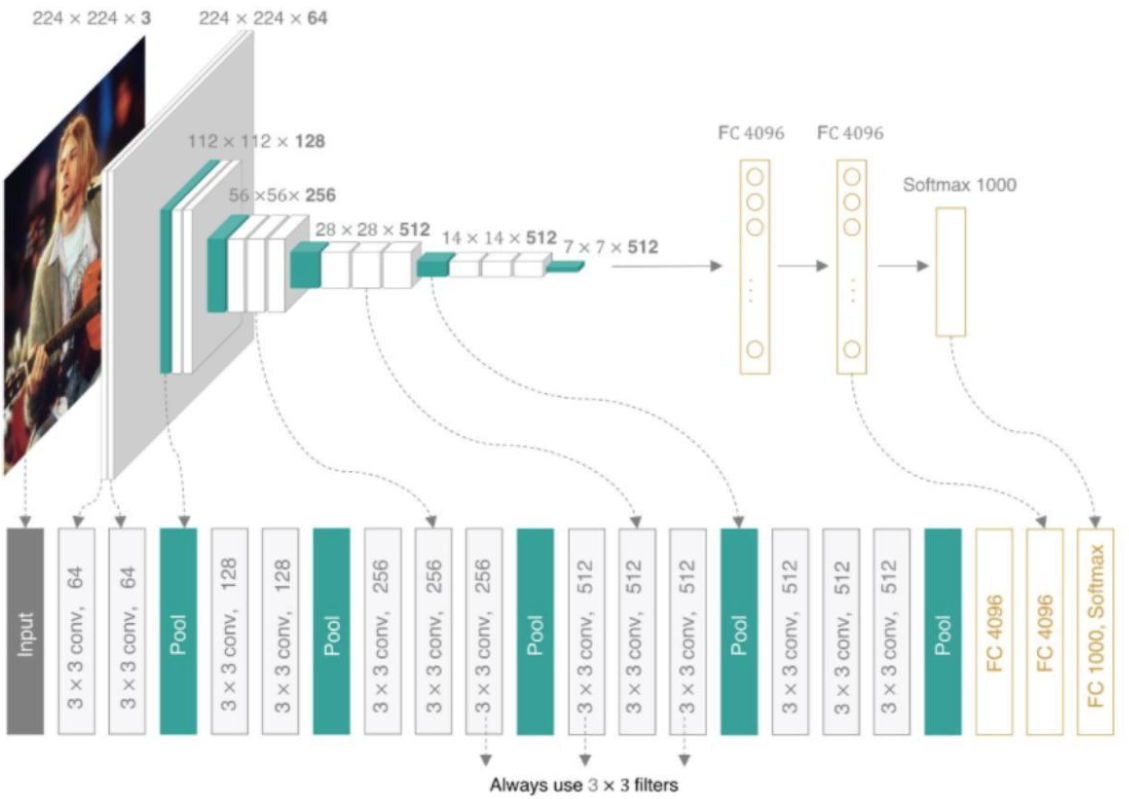 224 × 224 × 3
224 × 224 × 64
112 × 112 × 128
56 ×56× 256
28 × 28 × 512
14 × 14 × 512
7 × 7 × 512
FC 4096
FC 4096
Softmax 1000
Input
3 × 3 conv, 64
3 × 3 conv, 64
Pool
3 × 3 conv, 128
3 × 3 conv, 128
Pool
3 × 3 conv, 256
3 × 3 conv, 256
3 × 3 conv, 256
Pool
3 × 3 conv, 512
3 × 3 conv, 512
3 × 3 conv, 512
Pool
3 × 3 conv, 512
3 × 3 conv, 512
3 × 3 conv, 512
Pool
FC 4096
FC 4096
FC 1000, Softmax
Always use 3 × 3 filters